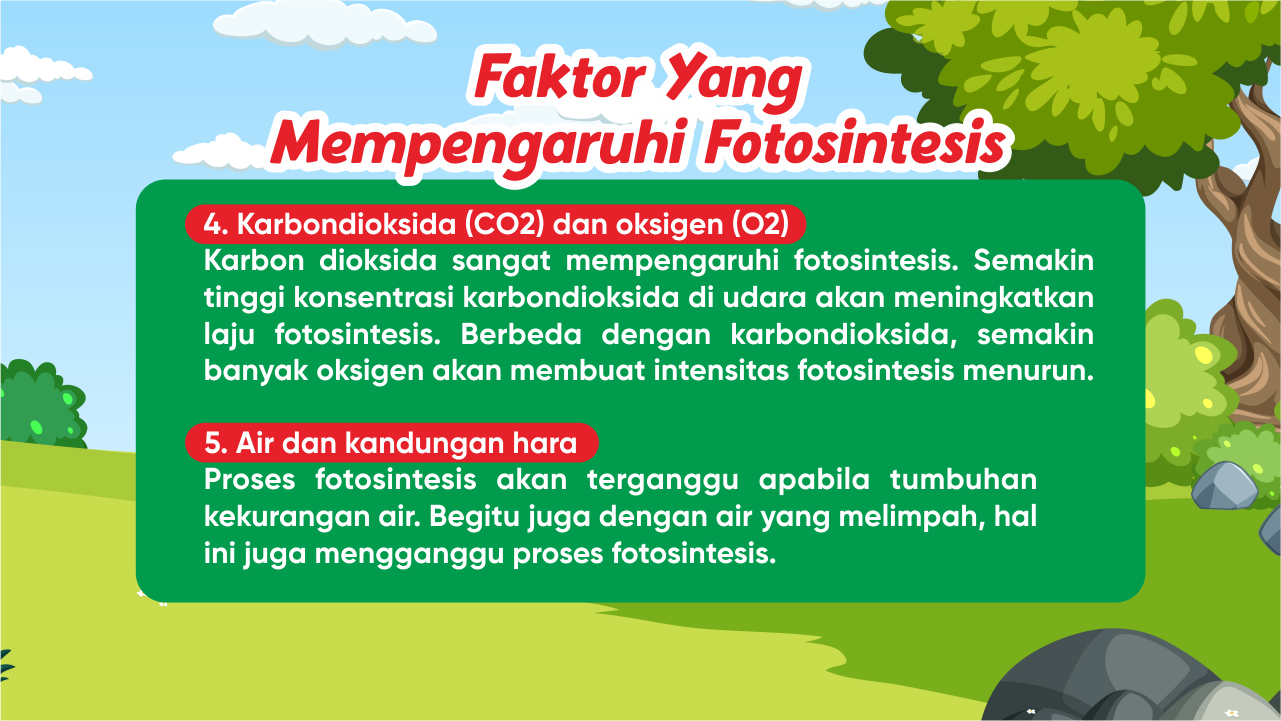 Faktor Yang
Mempengaruhi Fotosintesis
4. Karbondioksida (CO2) dan oksigen (O2)
Karbon dioksida sangat mempengaruhi fotosintesis. Semakin
tinggi konsentrasi karbondioksida di udara akan meningkatkan
laju fotosintesis. Berbeda dengan karbondioksida, semakin
banyak oksigen akan membuat intensitas fotosintesis menurun.
5. Air dan kandungan hara
Proses fotosintesis akan terganggu apabila tumbuhan
kekurangan air. Begitu juga dengan air yang melimpah, hal
ini juga mengganggu proses fotosintesis.